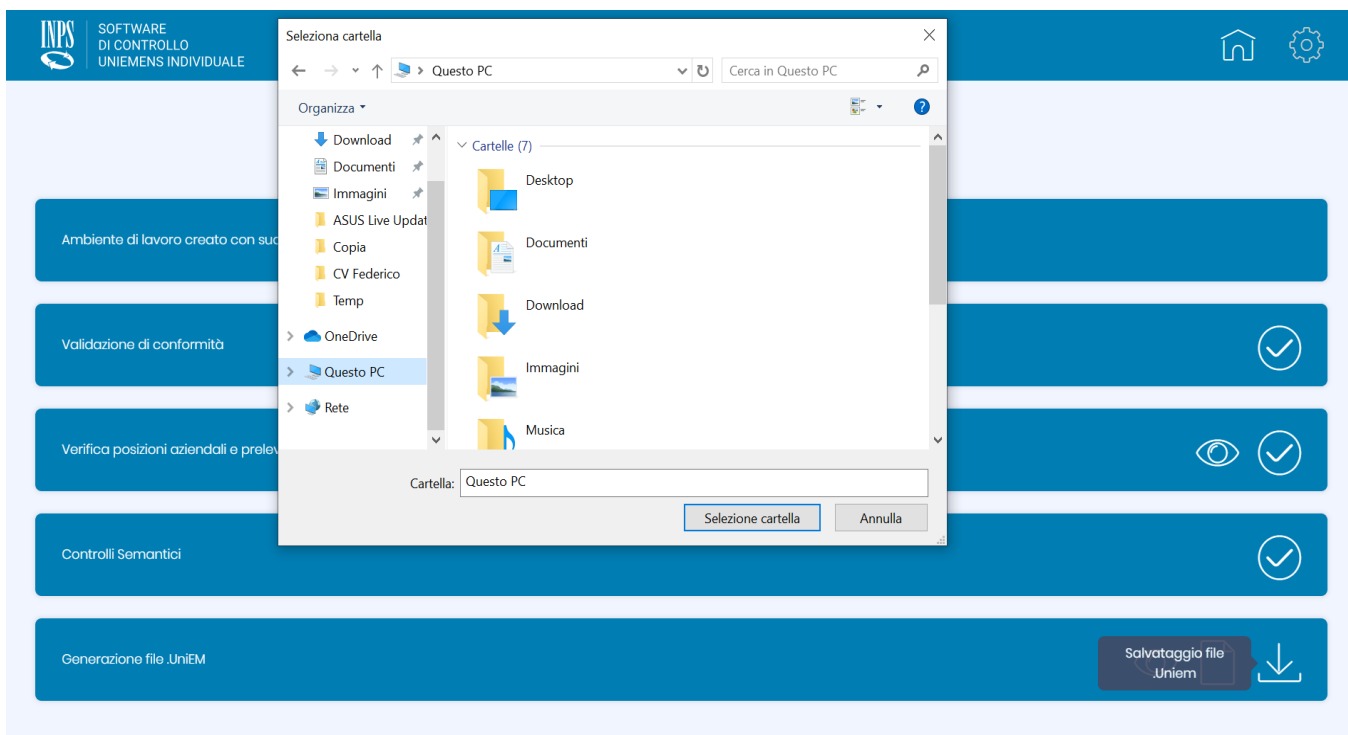 INPS
SOFTWARE
DI CONTROLLO
UNIEMENS INDIVIDUALE
Seleziona cartella
Questo PC
Cerca in Questo PC
Organizza
Download
Documenti
Immagini
ASUS Live Updat
Copia
CV Federico
Temp
OneDrive
Questo PC
Rete
Cartelle (7)
Desktop
Documenti
Download
Immagini
Musica
Cartella: Questo PC
Selezione cartella
Annulla
Ambiente di lavoro creato con suc
Validazione di conformità
Verifica posizioni aziendali e prelev
Controlli Semantici
Generazione file .UniEM
Salvataggio file
.Uniem